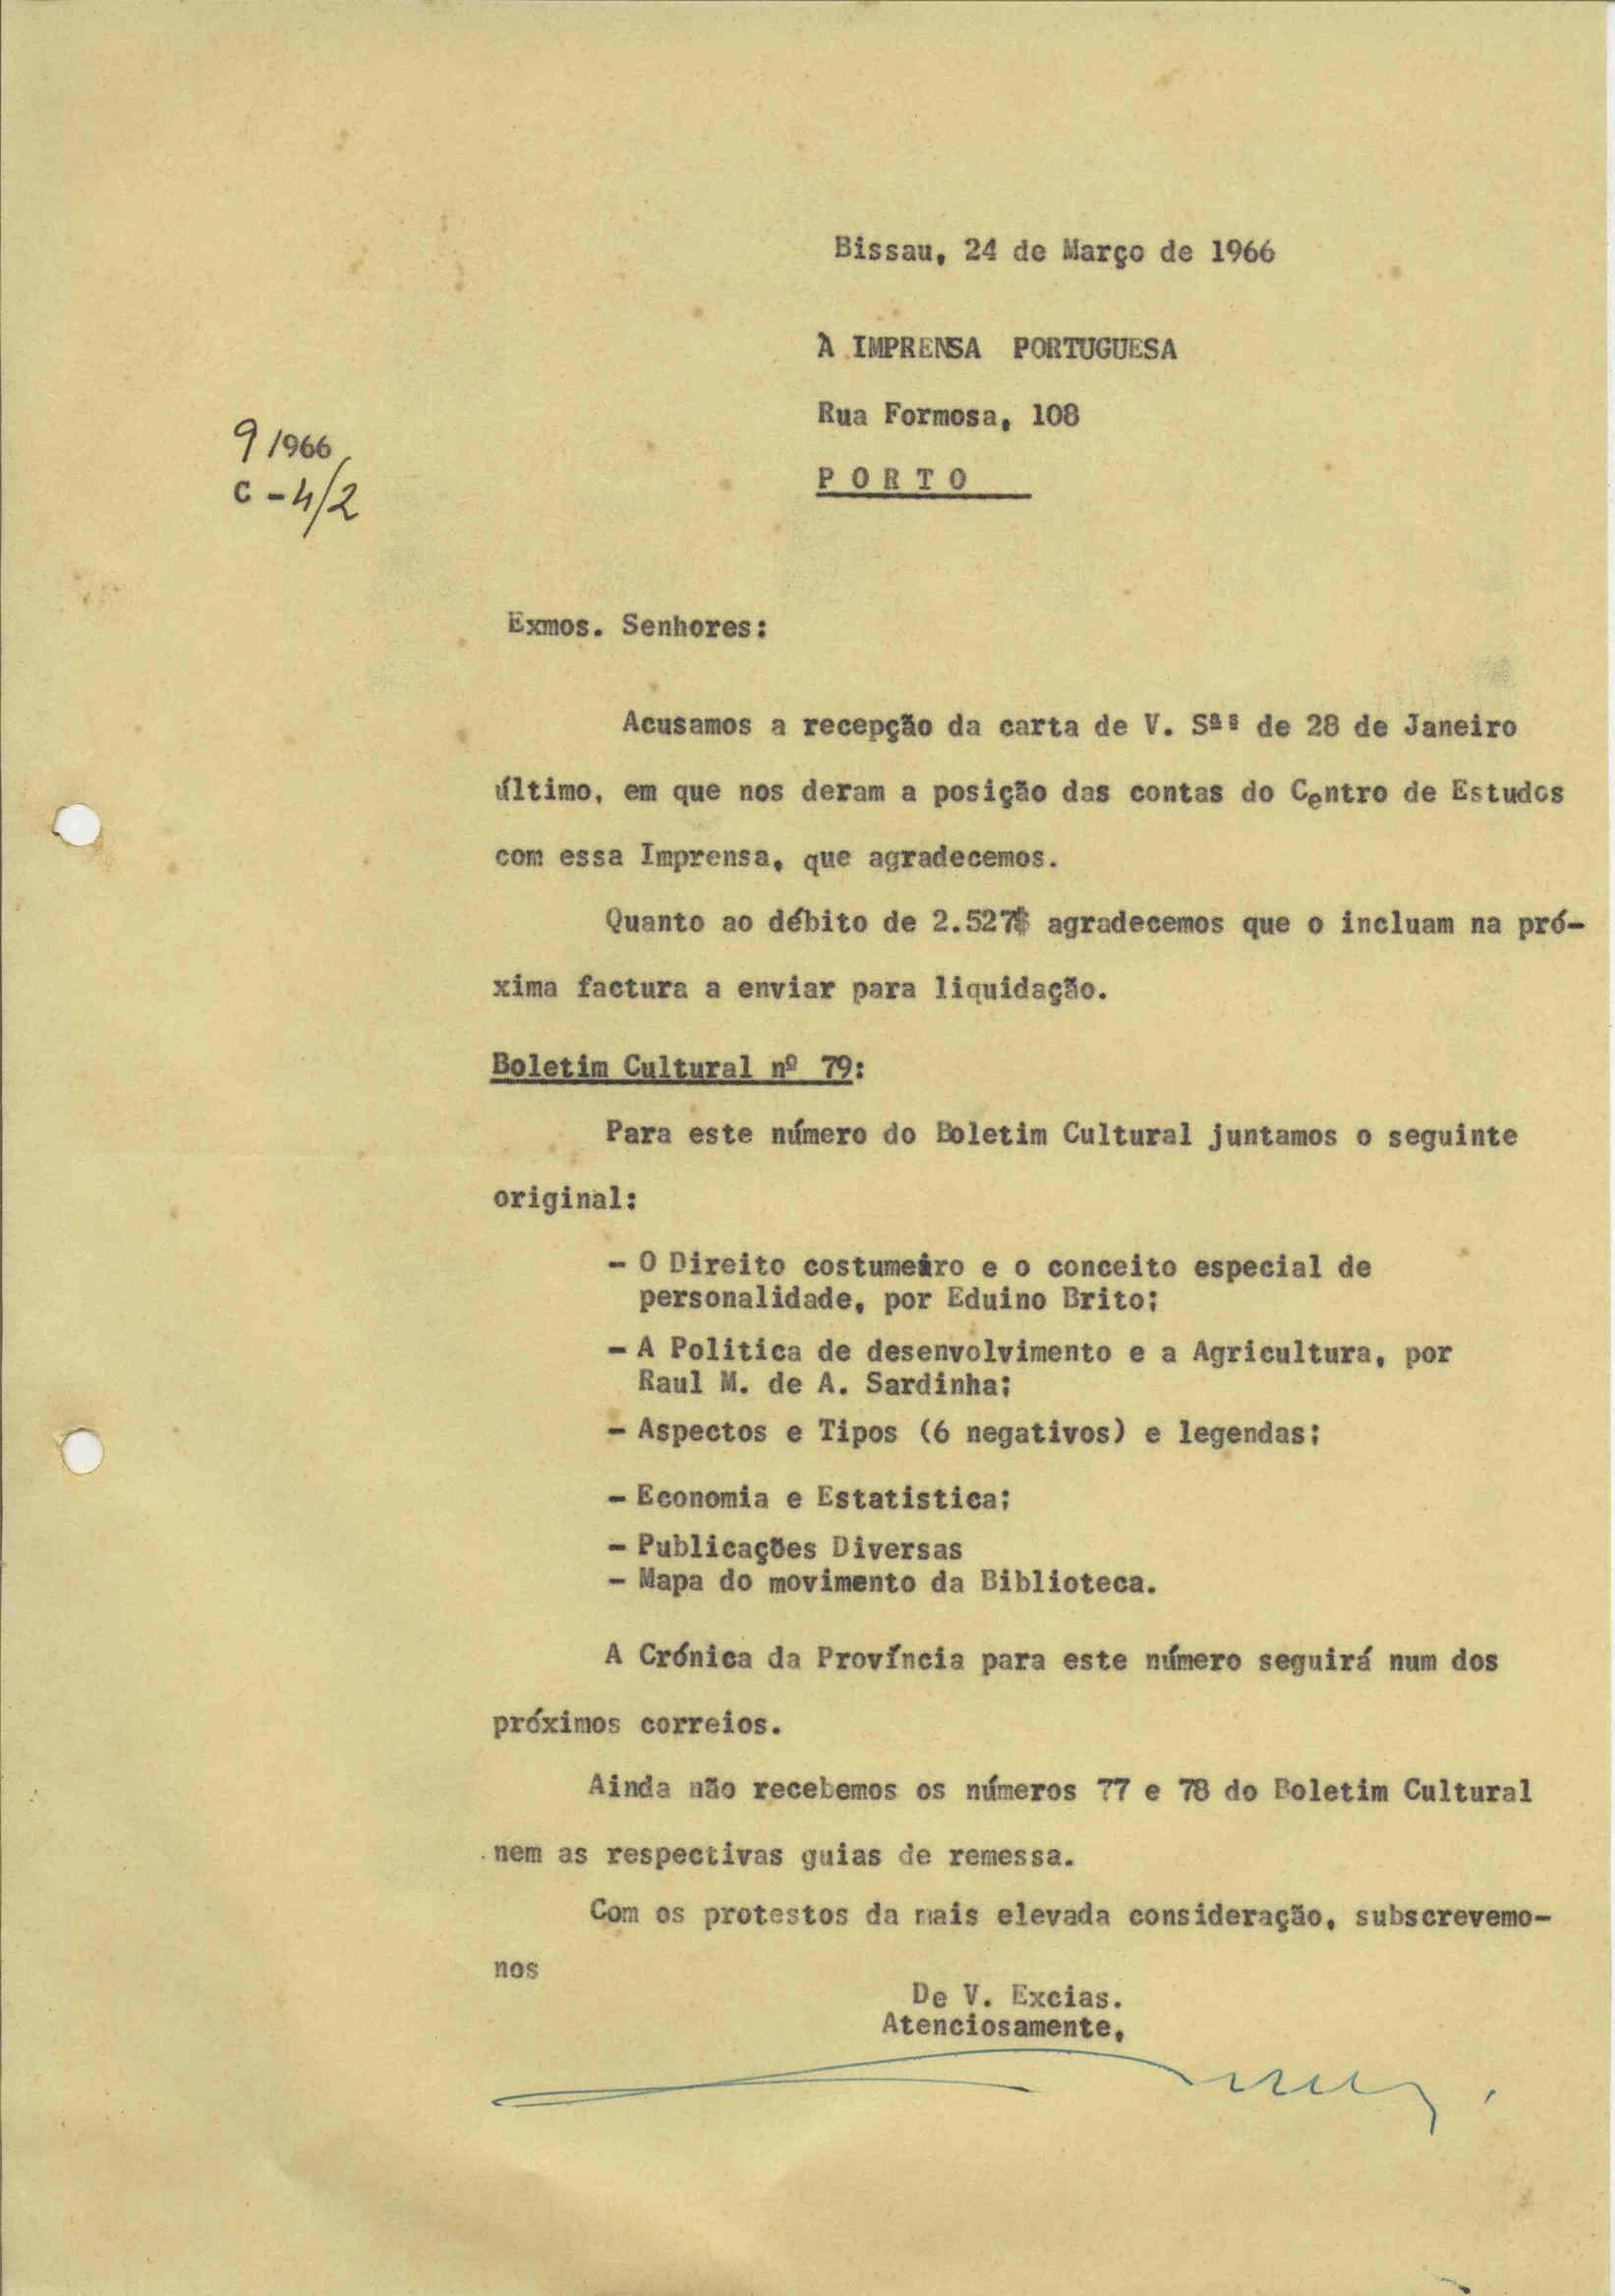 Bissau, 24 de Março de 1966
À IMPRENSA PORTUGUESA
Rua Formosa, 108
PORTO
9/966
C-4/2
Exmos. Senhores:
Acusamos a recepção da carta de V. Sªs de 28 de Janeiro
último, em que nos deram a posição das contas do Centro de Estudos
com essa Imprensa, que agradecemos.
Quanto ao débito de 2.527$ agradecemos que o incluam na pró-
xima factura a enviar para liquidação.
Boletim Cultural nº 79:
Para este número do Boletim Cultural juntamos o seguinte
original:
- O Direito costumeiro e o conceito especial de
personalidade, por Eduino Brito;
- A Politica de desenvolvimento e a Agricultura, por
Raul M. de A. Sardinha;
- Aspectos e Tipos (6 negativos) e legendas;
- Economia e Estatistica;
- Publicações Diversas
- Mapa do movimento da Biblioteca.
A Crónica da Província para este número seguirá num dos
próximos correios.
Ainda não recebemos os números 77 e 78 do Boletim Cultural
nem as respectivas guias de remessa.
Com os protestos da mais elevada consideração, subscrevemo-
nos
De V. Excias.
Atenciosamente,